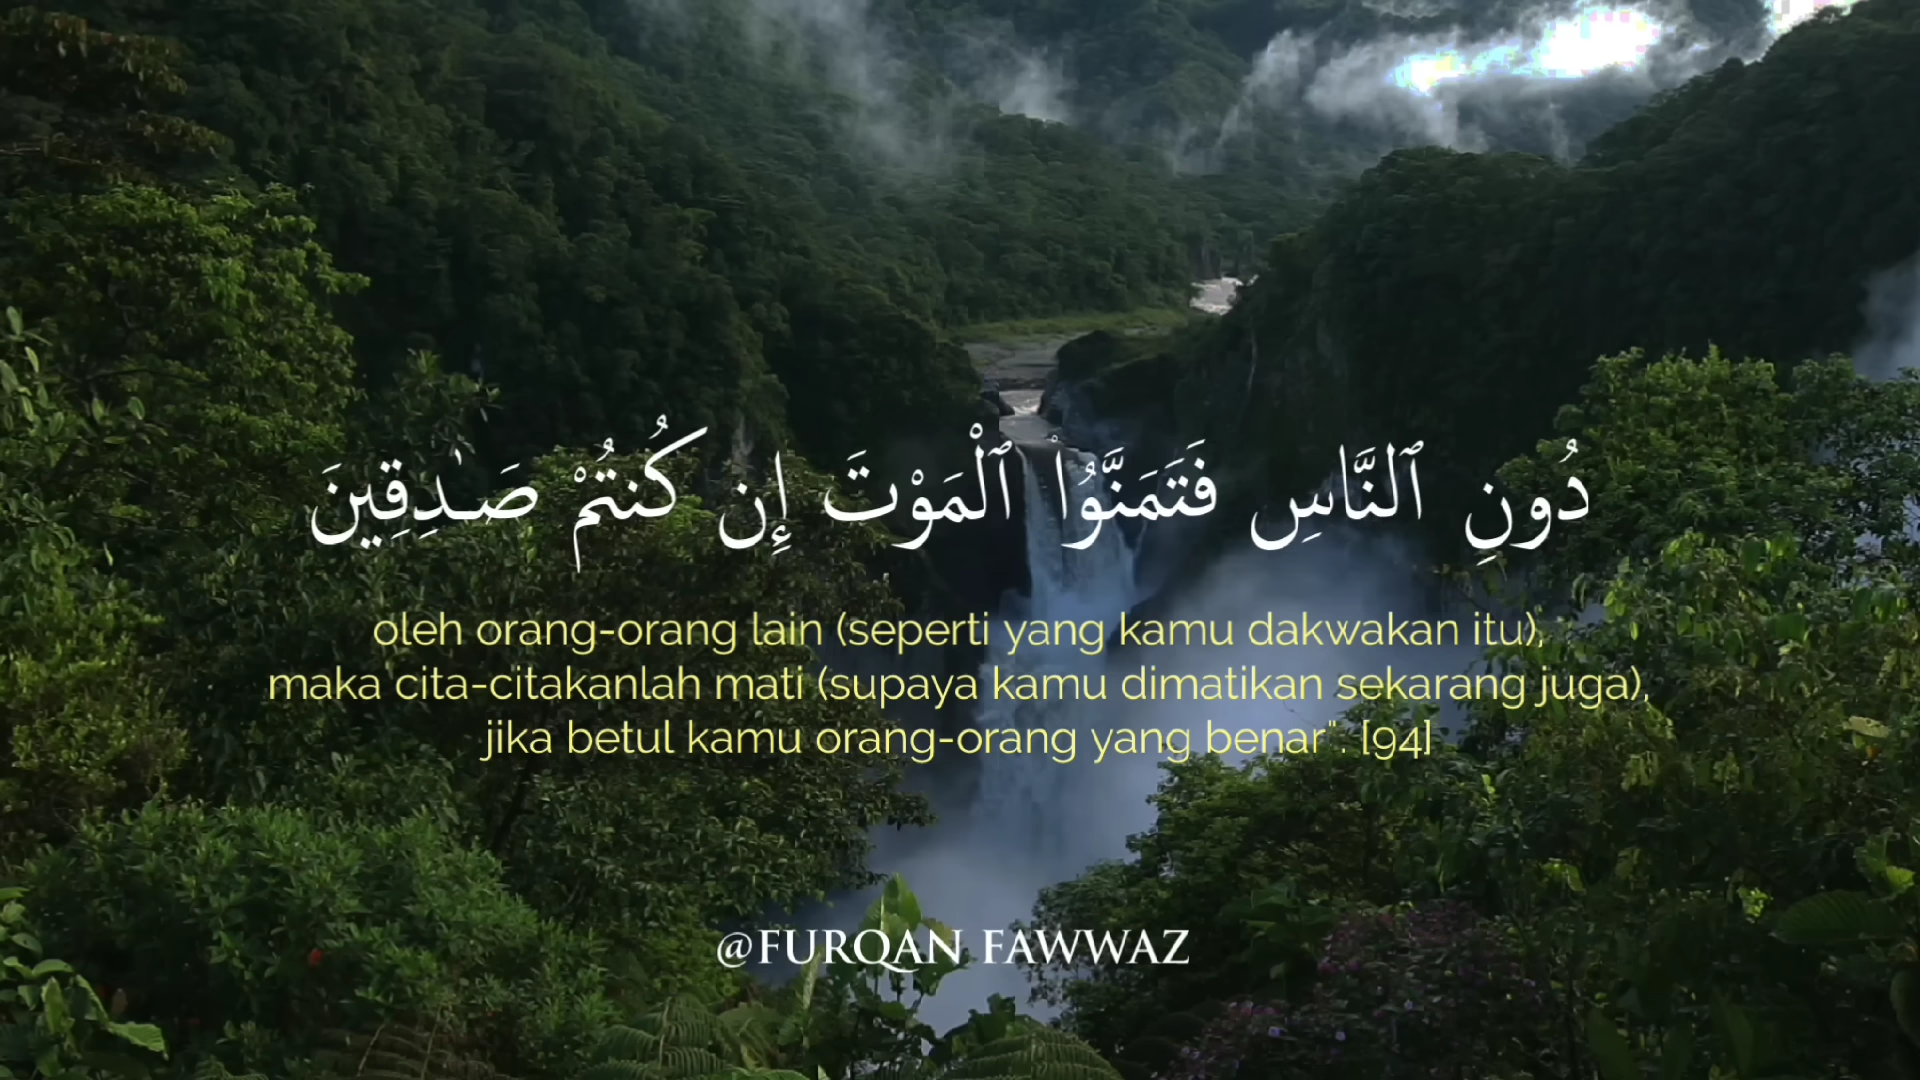 دُونِ ٱلنَّاسِ فَتَمَنَّوُا۟ ٱلْمَوْتَ إِن كُنتُمْ صَـٰدِقِينَ
oleh orang-orang lain (seperti yang kamu dakwakan itu),
maka cita-citakanlah mati (supaya kamu dimatikan sekarang juga),
jika betul kamu orang-orang yang benar". [94]
@FURQAN FAWWAZ